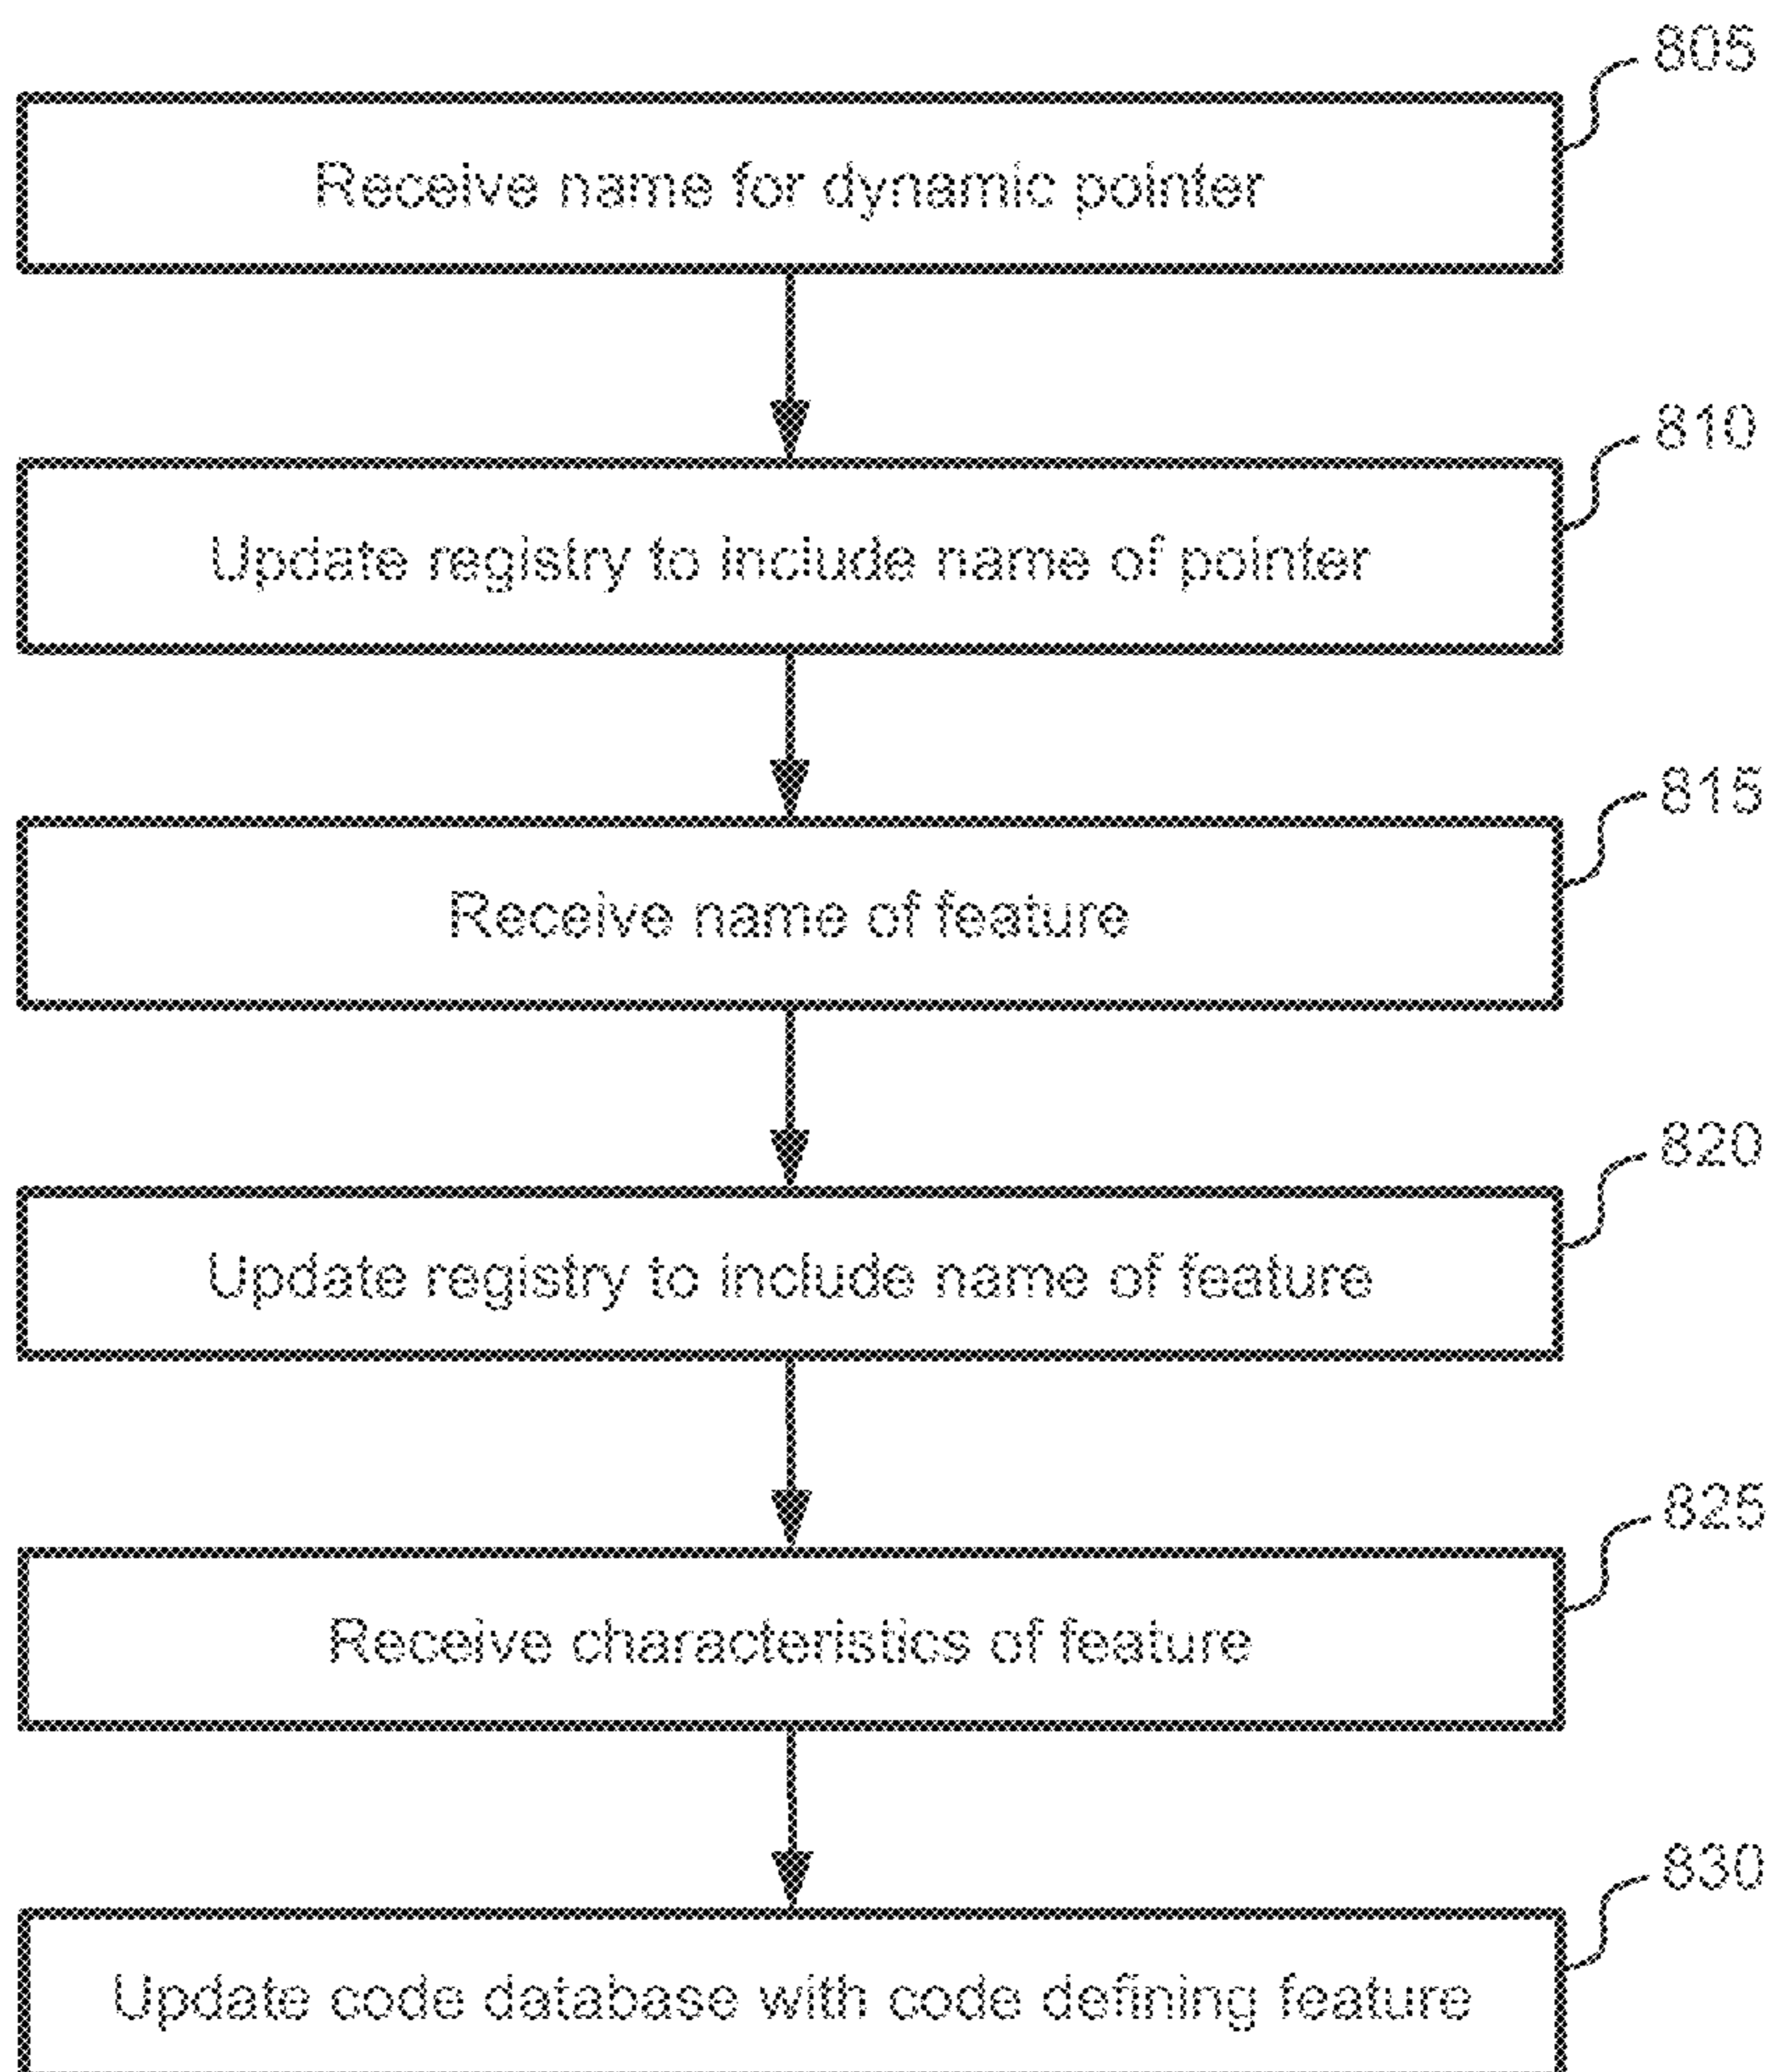 805
Receive name for dynamic pointer
810
Update registry to include name of pointer
815
Receive name of feature
820
Update registry to include name of feature
825
Receive characteristics of feature
830
Update code database with code defining feature